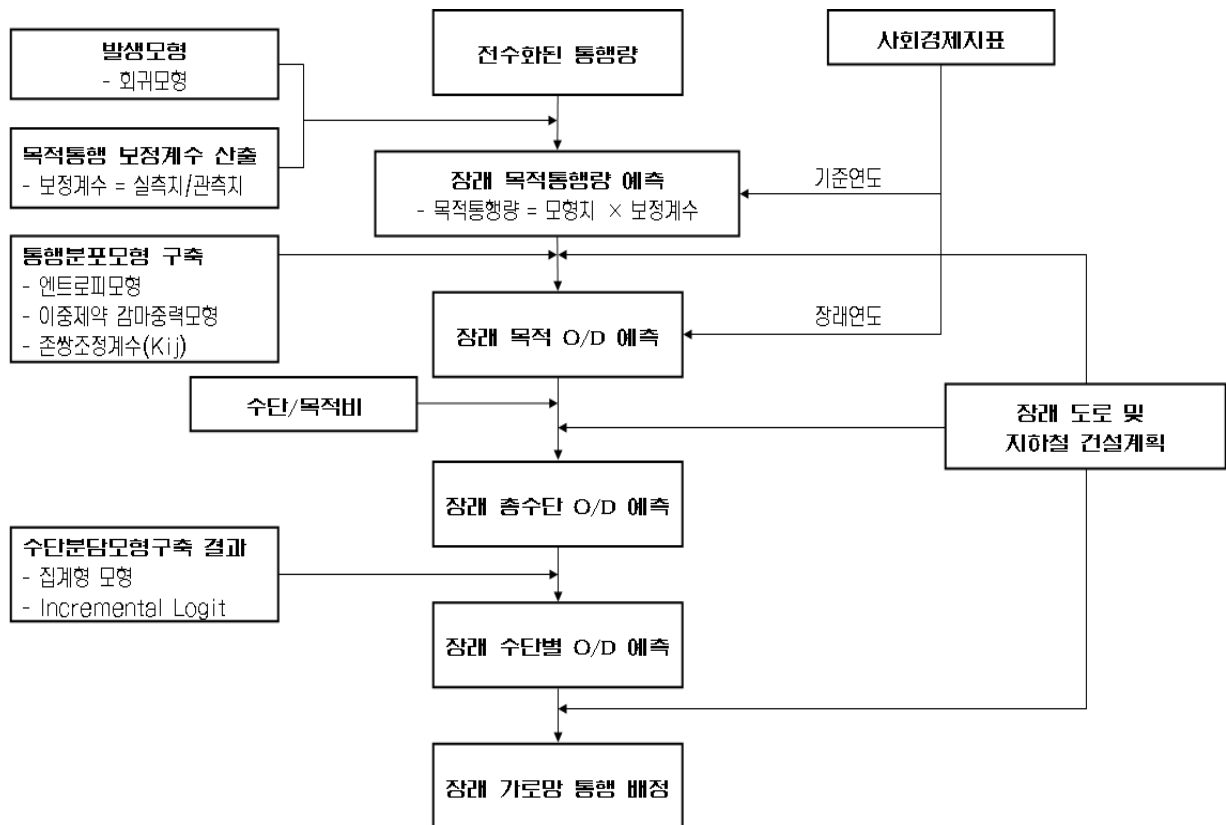 발생모형
- 회귀모형
전수화된 통행량
사회경제지표
목적통행 보정계수 산출
- 보정계수 = 실측치/관측치
장래 목적통행량 예측
- 목적통행량 = 모형치 × 보정계수
기준연도
통행분포모형 구축
- 엔트로피모형
- 이중제약 감마중력모형
- 존쌍조정계수(Kij)
장래 목적 O/D 예측
장래연도
수단/목적비
장래 도로 및
지하철 건설계획
장래 총수단 O/D 예측
수단분담모형구축 결과
- 집계형 모형
- Incremental Logit
장래 수단별 O/D 예측
장래 가로망 통행 배정